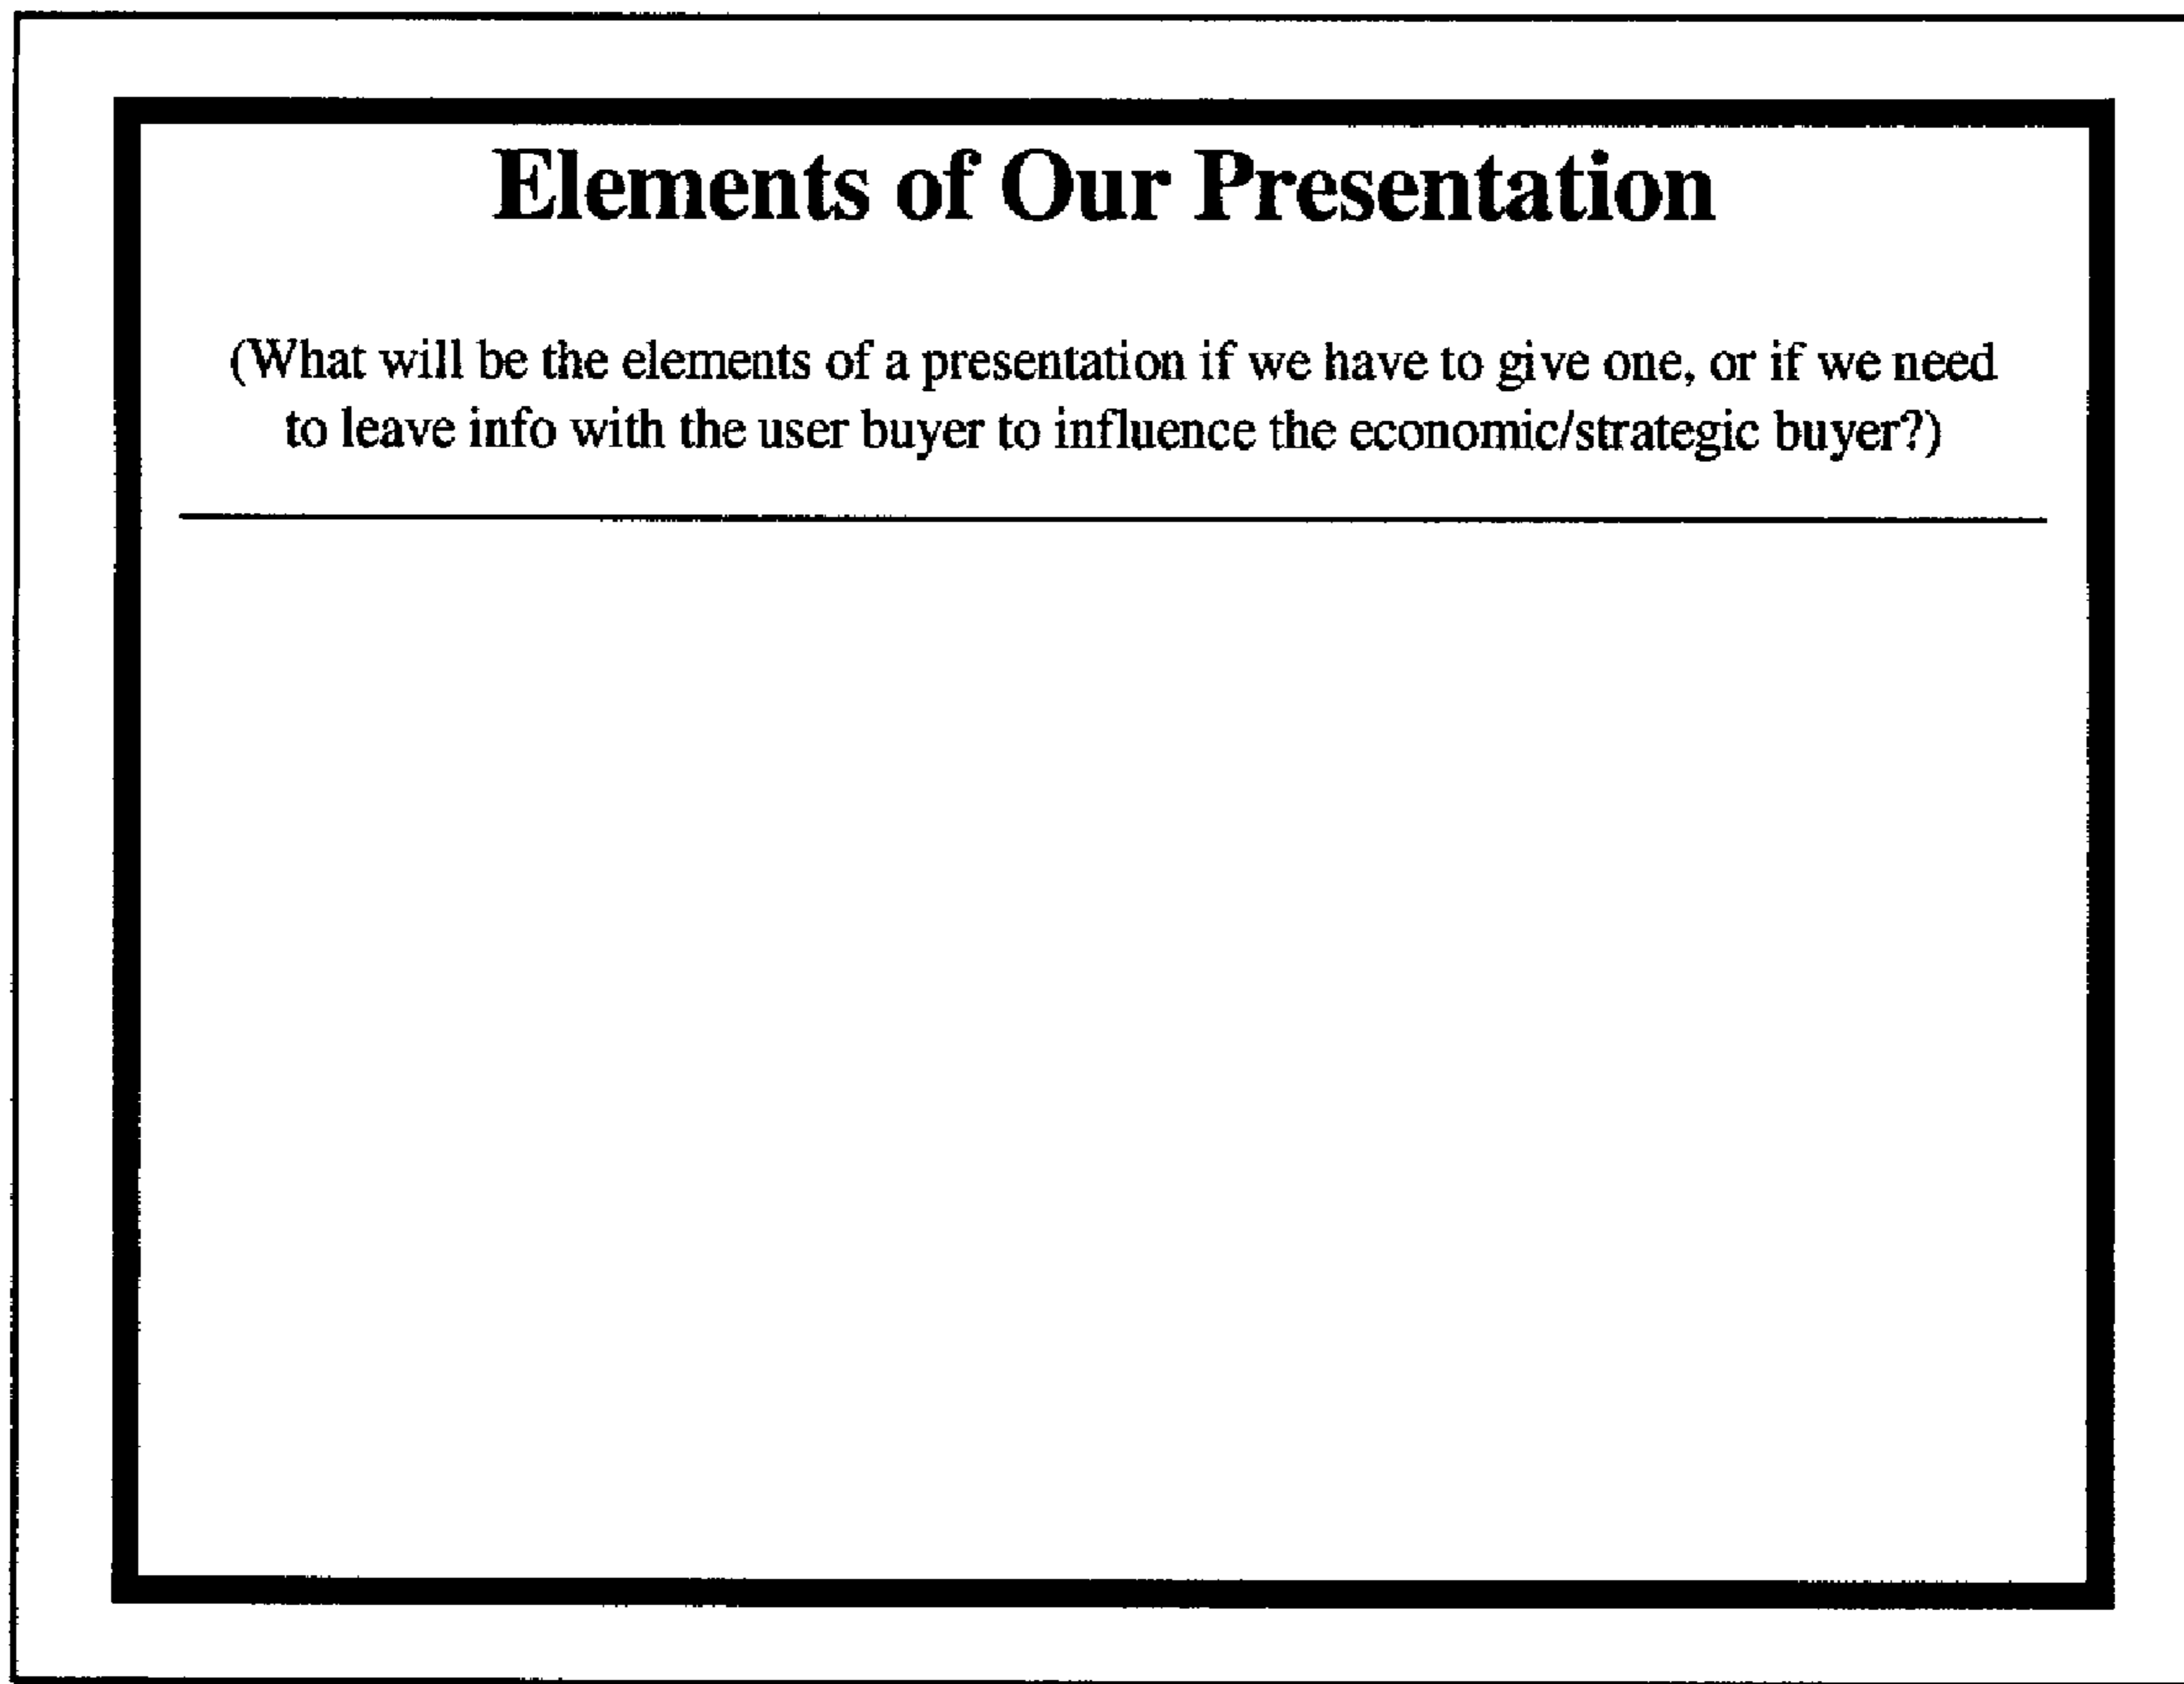 Elements of Our Presentation
(What will be the elements of a presentation if we have to give one, or if we need
to leave info with the user buyer to influence the economic/strategic buyer?)